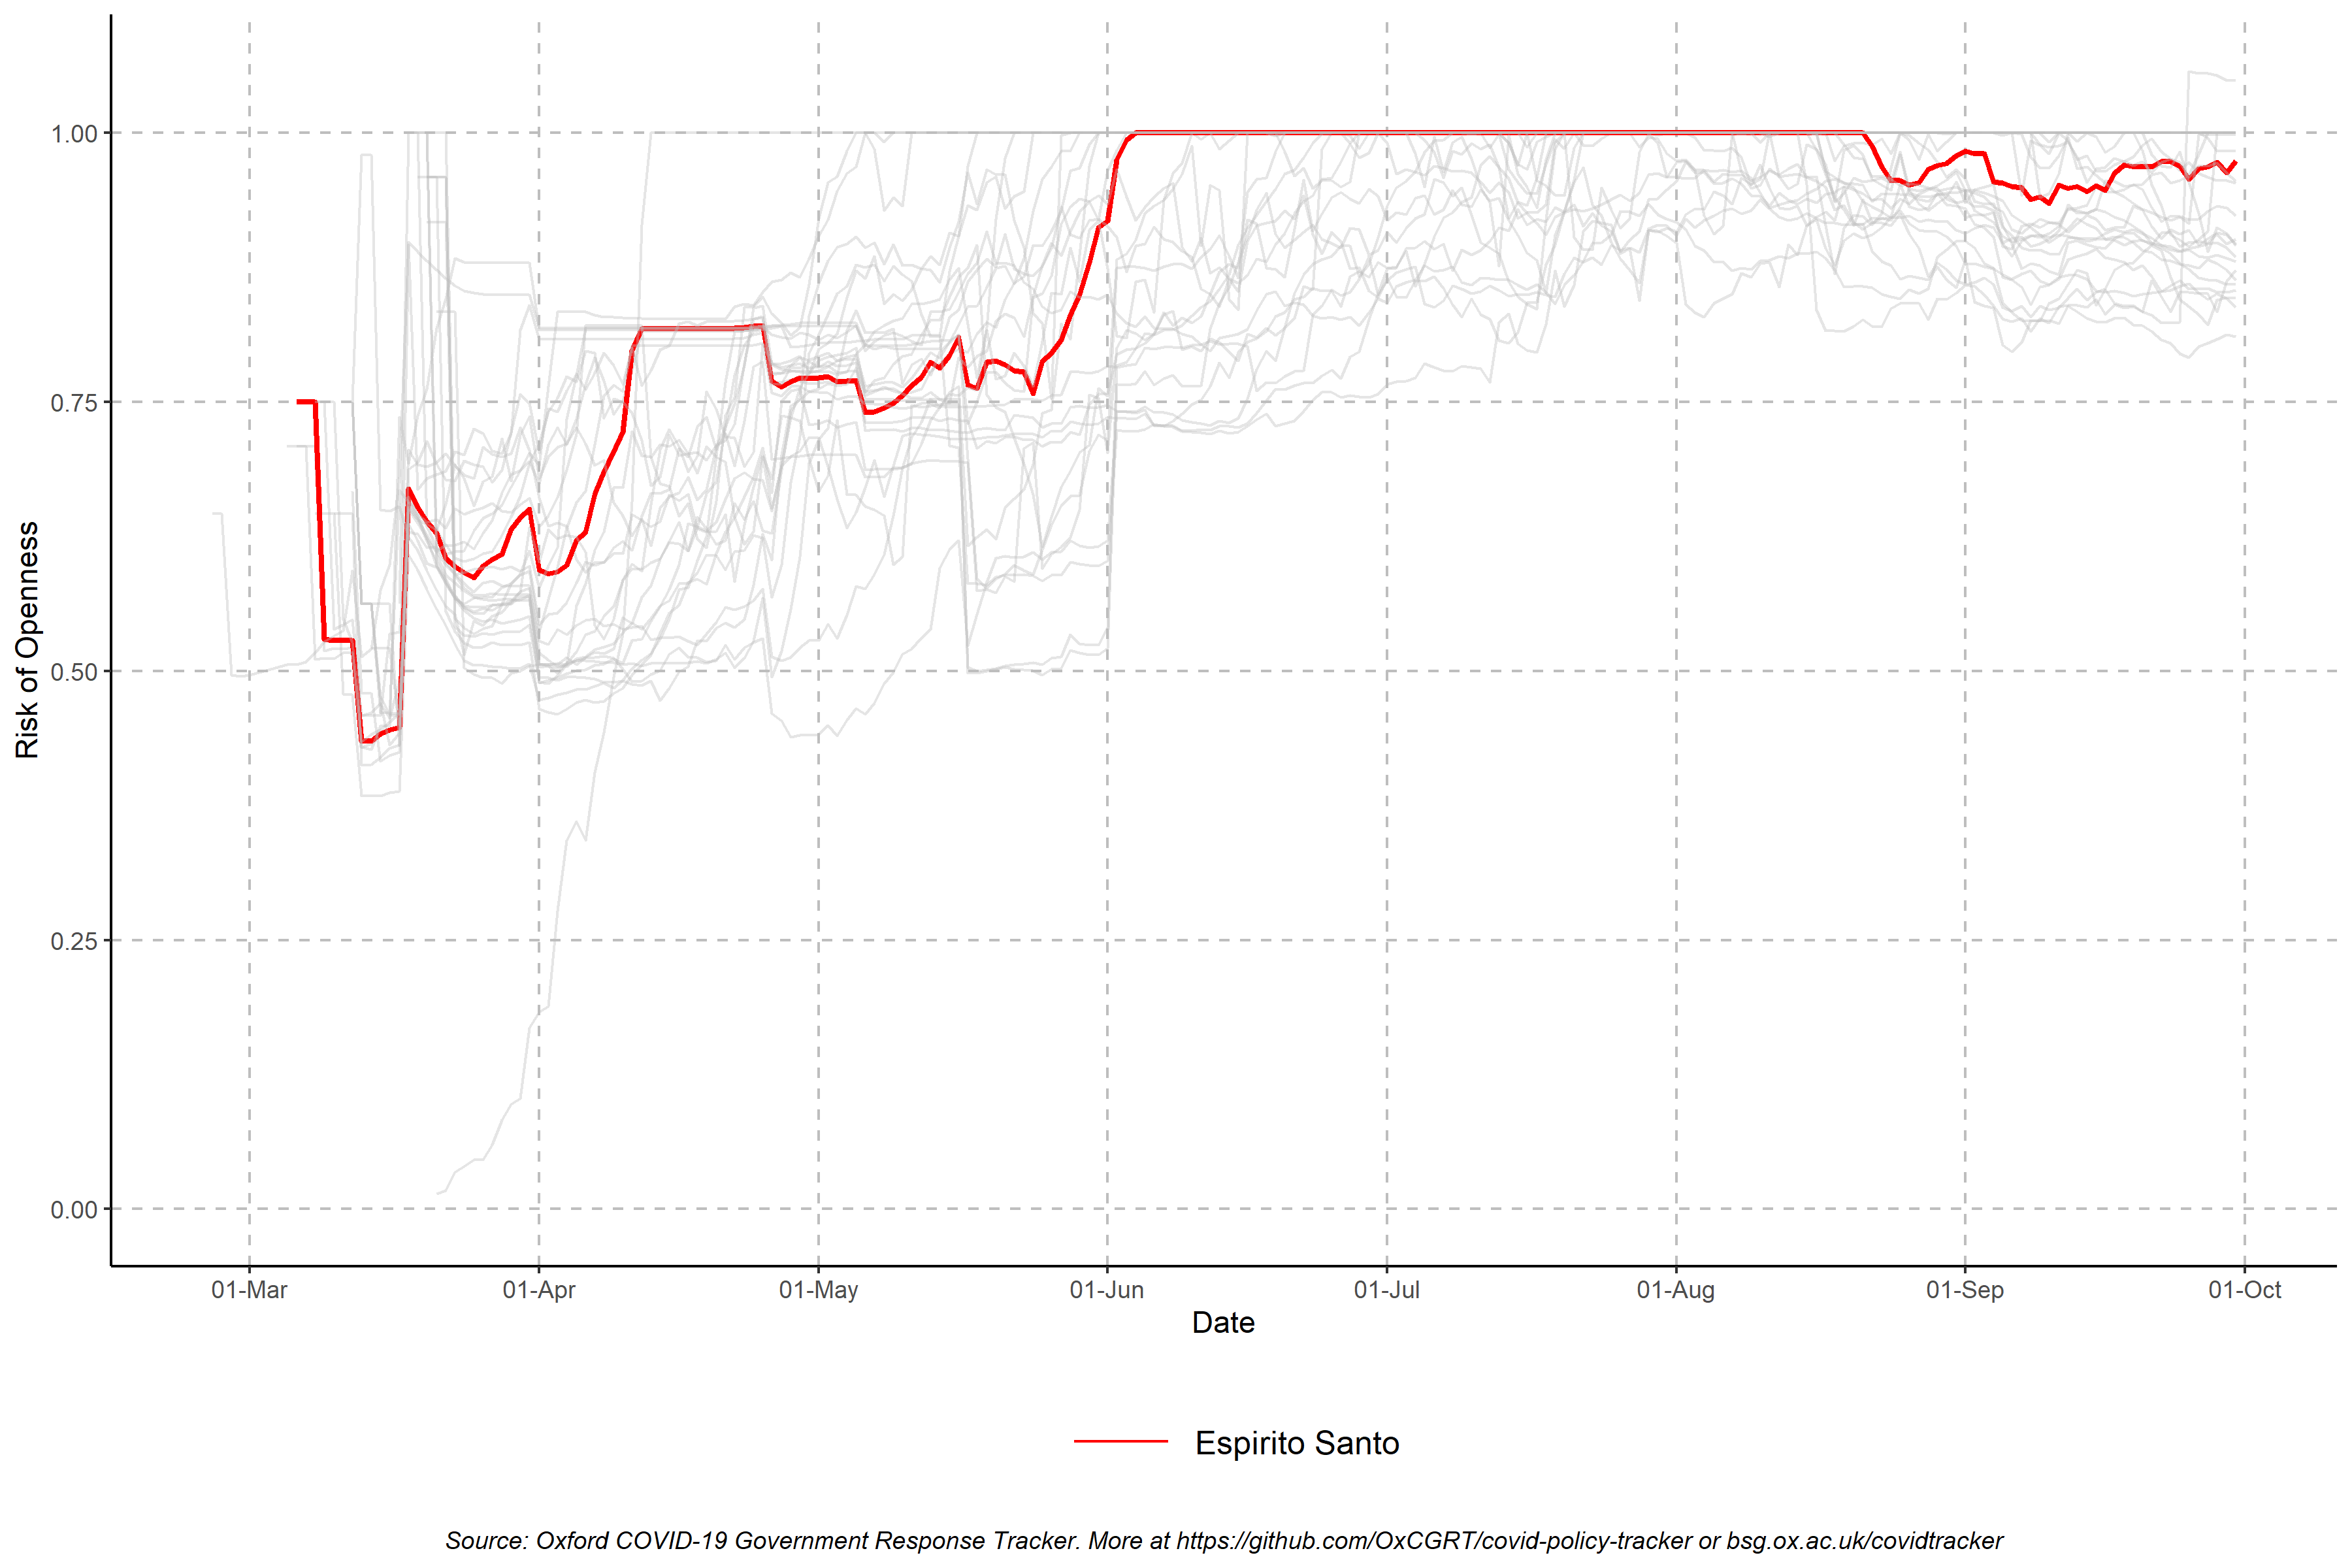 1.00
0.75
0.50
0.25
0.00
Risk of Openness
01-Mar 01-Apr 01-May 01-Jun 01-Jul 01-Aug 01-Sep 01-Oct
Date
Espirito Santo
Source: Oxford COVID-19 Government Response Tracker. More at https://github.com/OxCGRT/covid-policy-tracker or bsg.ox.ac.uk/covidtracker